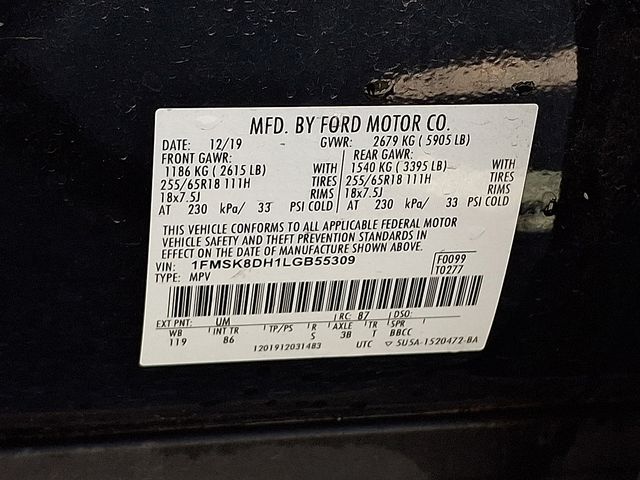 MFD. BY FORD MOTOR CO.
DATE: 12/19 GVWR: 2679 KG ( 5905 LB)
FRONT GAWR: REAR GAWR:
1186 KG ( 2615 LB) WITH 1540 KG ( 3395 LB) WITH
255/65R18 111H TIRES 255/65R18 111H TIRES
18x7.5J RIMS 18x7.5J RIMS
AT 230 kPa/ 33 PSI COLD AT 230 kPa/ 33 PSI COLD
THIS VEHICLE CONFORMS TO ALL APPLICABLE FEDERAL MOTOR
VEHICLE SAFETY AND THEFT PREVENTION STANDARDS IN
EFFECT ON THE DATE OF MANUFACTURE SHOWN ABOVE.
VIN: 1FMSK8DH1LGB55309 F0099
TYPE: MPV T0277
EXT PNT: UM RC: 87 DSO:
WB INT TR TP/PS R AXLE TR SPR
119 86 S 3B T BBCC
1201912031483 UTC ▽ 5U5A-1520472-BA